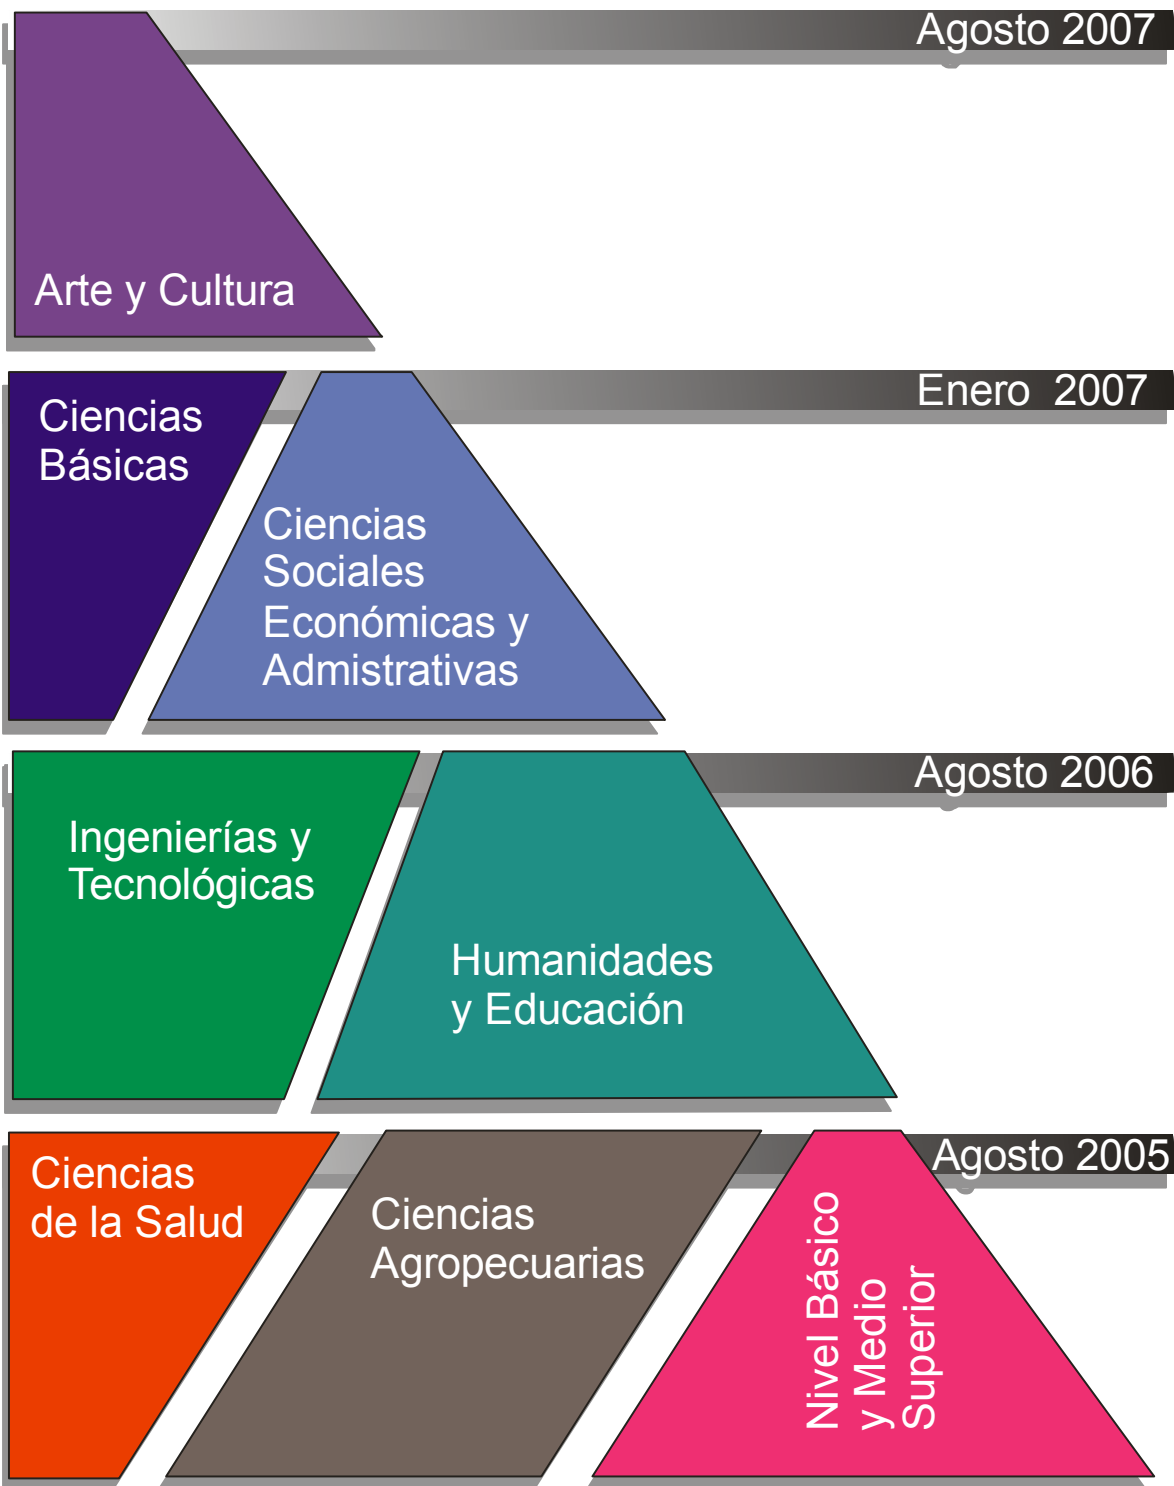 Agosto 2007
Arte y Cultura
Enero 2007
Ciencias
Básicas
Ciencias
Sociales
Económicas y
Admistrativas
Agosto 2006
Ingenierías y
Tecnológicas
Humanidades
y Educación
Agosto 2005
Ciencias
de la Salud
Ciencias
Agropecuarias
Nivel Básico
y Medio
Superior